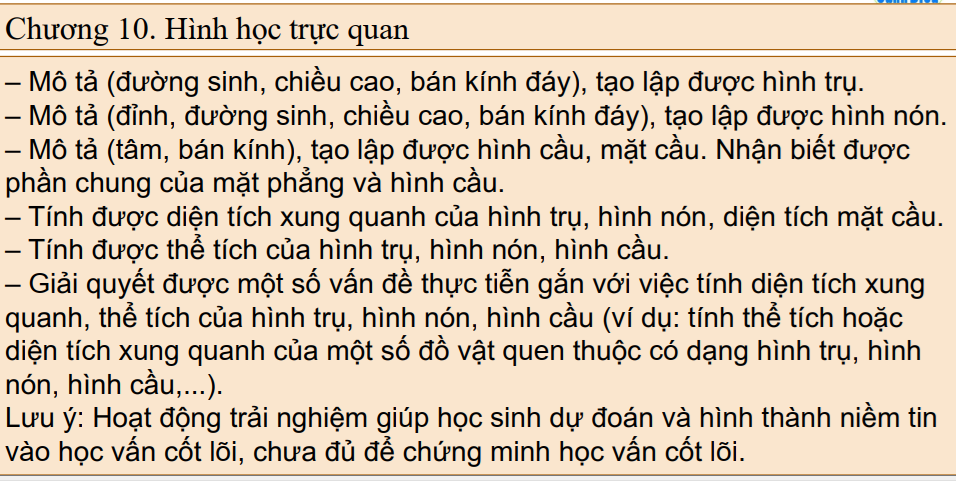 Chương 10. Hình học trực quan
– Mô tả (đường sinh, chiều cao, bán kính đáy), tạo lập được hình trụ.
– Mô tả (đỉnh, đường sinh, chiều cao, bán kính đáy), tạo lập được hình nón.
– Mô tả (tâm, bán kính), tạo lập được hình cầu, mặt cầu. Nhận biết được
phần chung của mặt phẳng và hình cầu.
– Tính được diện tích xung quanh của hình trụ, hình nón, diện tích mặt cầu.
– Tính được thể tích của hình trụ, hình nón, hình cầu.
– Giải quyết được một số vấn đề thực tiễn gắn với việc tính diện tích xung
quanh, thể tích của hình trụ, hình nón, hình cầu (ví dụ: tính thể tích hoặc
diện tích xung quanh của một số đồ vật quen thuộc có dạng hình trụ, hình
nón, hình cầu,...).
Lưu ý: Hoạt động trải nghiệm giúp học sinh dự đoán và hình thành niềm tin
vào học vấn cốt lõi, chưa đủ để chứng minh học vấn cốt lõi.